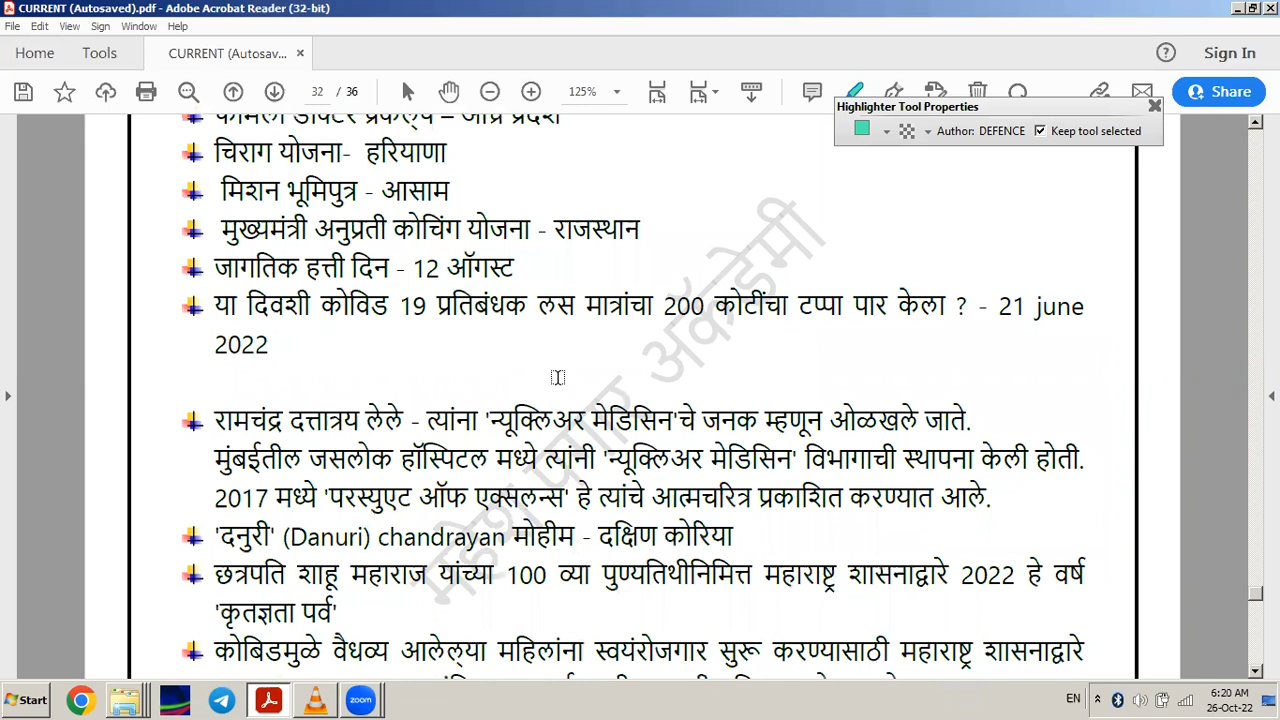 CURRENT (Autosaved).pdf - Adobe Acrobat Reader (32-bit)
File Edit View Sign Window Help
Home Tools CURRENT (Autosav... × Sign In
32 / 36 125% Share
Highlighter Tool Properties
Author: DEFENCE Keep tool selected
चिराग योजना- हरियाणा
मिशन भूमिपुत्र - आसाम
मुख्यमंत्री अनुप्रती कोचिंग योजना - राजस्थान
जागतिक हत्ती दिन - 12 ऑगस्ट
या दिवशी कोविड 19 प्रतिबंधक लस मात्रांचा 200 कोटींचा टप्पा पार केला ? - 21 june
2022
रामचंद्र दत्तात्रय लेले - त्यांना 'न्यूक्लिअर मेडिसिन'चे जनक म्हणून ओळखले जाते.
मुंबईतील जसलोक हॉस्पिटल मध्ये त्यांनी 'न्यूक्लिअर मेडिसिन' विभागाची स्थापना केली होती.
2017 मध्ये 'परस्युएट ऑफ एक्सलन्स' हे त्यांचे आत्मचरित्र प्रकाशित करण्यात आले.
'दनुरी' (Danuri) chandrayan मोहीम - दक्षिण कोरिया
छत्रपति शाहू महाराज यांच्या 100 व्या पुण्यतिथीनिमित्त महाराष्ट्र शासनाद्वारे 2022 हे वर्ष
'कृतज्ञता पर्व'
कोबिडमुळे वैधव्य आलेल्या महिलांना स्वयंरोजगार सुरू करण्यासाठी महाराष्ट्र शासनाद्वारे
Start zoom EN 6:20 AM
26-Oct-22